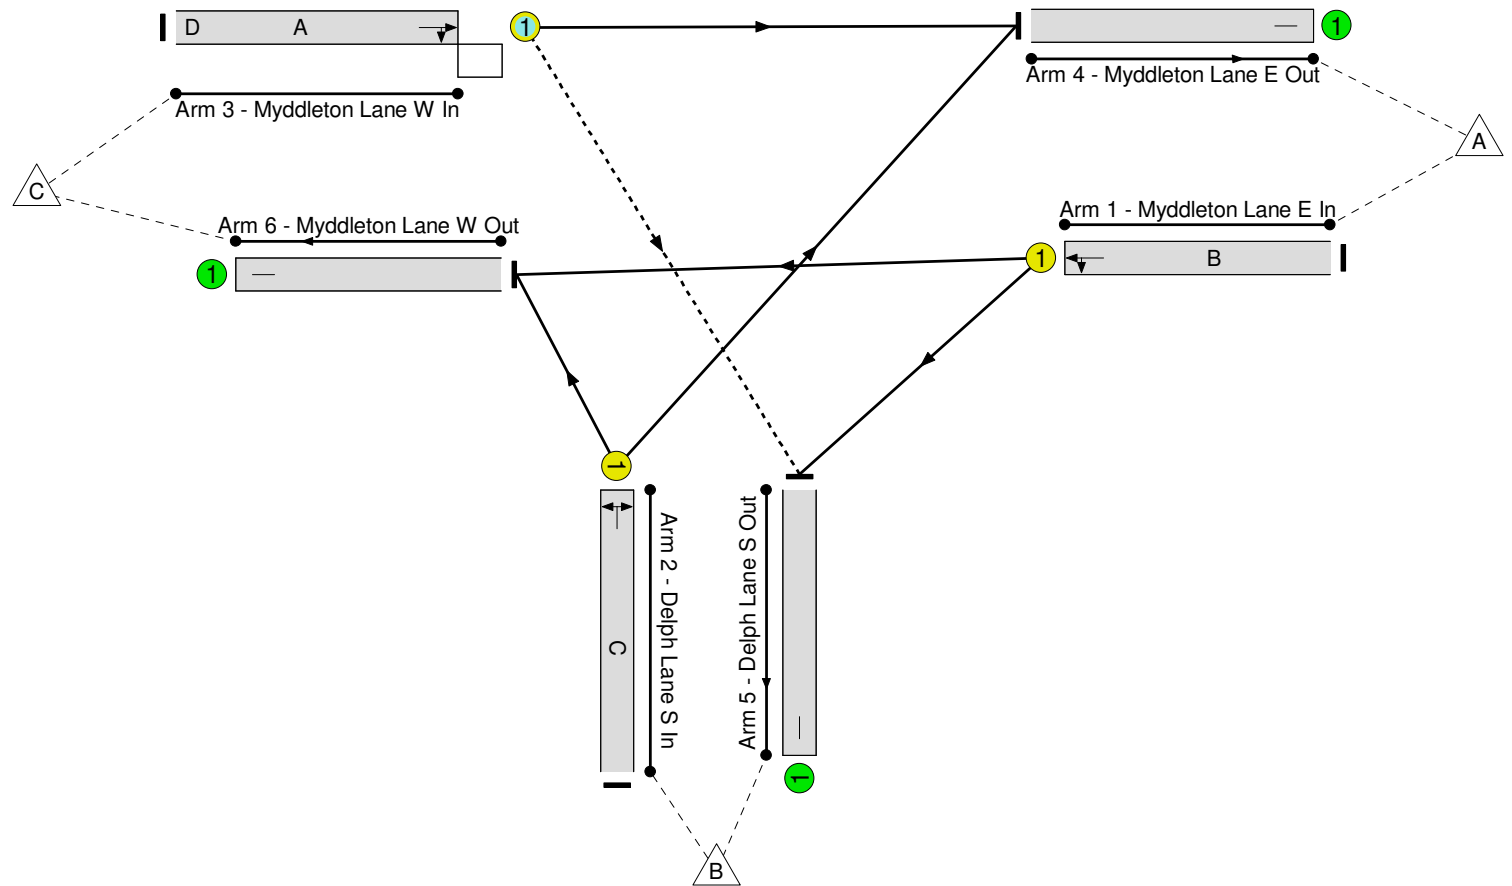 D A 1 1
Arm 4 - Myddleton Lane E Out
Arm 3 - Myddleton Lane W In
A
C
Arm 1 - Myddleton Lane E In
Arm 6 - Myddleton Lane W Out
1 1 B
1
Arm 2 - Delph Lane S In
Arm 5 - Delph Lane S Out
C
1
B